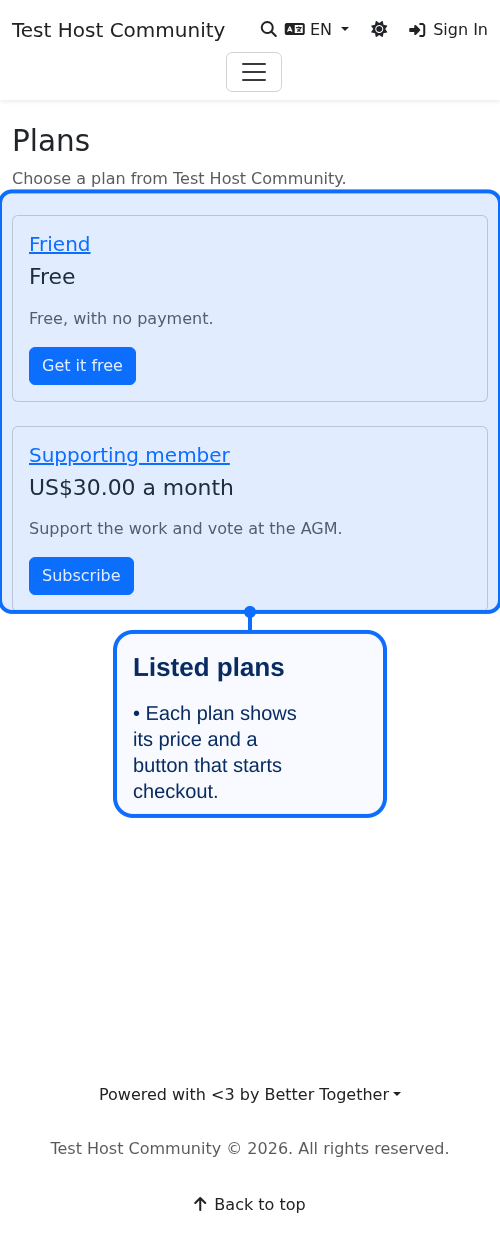 Test Host Community EN Sign In
Plans
Choose a plan from Test Host Community.
Friend
Free
Free, with no payment.
Get it free
Supporting member
US$30.00 a month
Support the work and vote at the AGM.
Subscribe
Listed plans
• Each plan shows
its price and a
button that starts
checkout.
Powered with <3 by Better Together
Test Host Community © 2026. All rights reserved.
Back to top